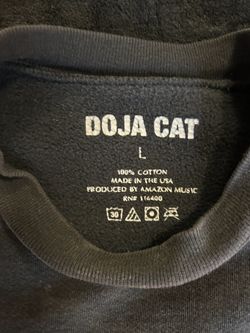 DOJA CAT
L
100% COTTON
MADE IN THE USA
PRODUCED BY AMAZON MUSIC
RN# 116400
30